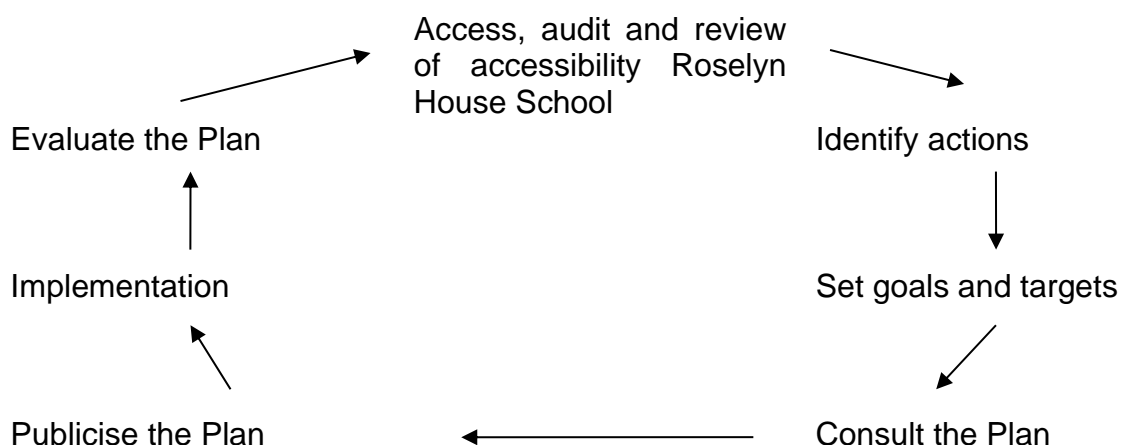 Access, audit and review
of accessibility Roselyn
House School
Evaluate the Plan
Identify actions
Implementation
Set goals and targets
Publicise the Plan
Consult the Plan